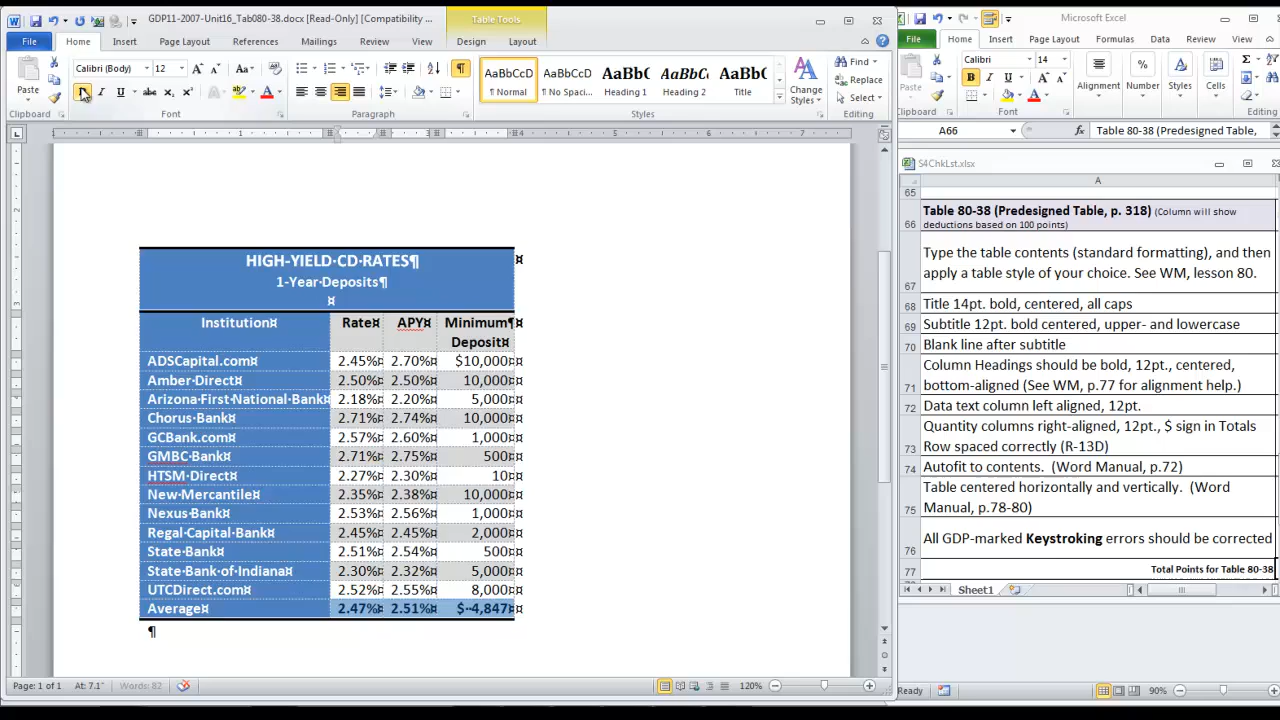 GDP11-2007-Unit16_Tab080-38.docx [Read-Only] [Compatibility ...
Table Tools
Microsoft Excel
File Home Insert Page Layout References Mailings Review View Design Layout
File Home Insert Page Layout Formulas Data Review View
Calibri (Body) 12
Paste
Clipboard Font Paragraph Styles Editing
AaBbCcD AaBbCcD AaBbC AaBbCc AaBbC
¶ Normal ¶ No Spaci... Heading 1 Heading 2 Title
Change
Styles
Find
Replace
Select
Calibri 14
Paste
Alignment Number Styles Cells
Clipboard Font Editing
A66 fx Table 80-38 (Predesigned Table,
S4ChkLst.xlsx
A
HIGH-YIELD·CD·RATES¶
1-Year·Deposits¶
¤
Institution¤ Rate¤ APY¤ Minimum¶
Deposit¤
ADSCapital.com¤ 2.45%¤ 2.70%¤ $10,000¤
Amber·Direct¤ 2.50%¤ 2.50%¤ 10,000¤
Arizona·First·National·Bank¤ 2.18%¤ 2.20%¤ 5,000¤
Chorus·Bank¤ 2.71%¤ 2.74%¤ 10,000¤
GCBank.com¤ 2.57%¤ 2.60%¤ 1,000¤
GMBC·Bank¤ 2.71%¤ 2.75%¤ 500¤
HTSM·Direct¤ 2.27%¤ 2.30%¤ 10¤
New·Mercantile¤ 2.35%¤ 2.38%¤ 10,000¤
Nexus·Bank¤ 2.53%¤ 2.56%¤ 1,000¤
Regal·Capital·Bank¤ 2.45%¤ 2.45%¤ 2,000¤
State·Bank¤ 2.51%¤ 2.54%¤ 500¤
State·Bank·of·Indiana¤ 2.30%¤ 2.32%¤ 5,000¤
UTCDirect.com¤ 2.52%¤ 2.55%¤ 8,000¤
Average¤ 2.47%¤ 2.51%¤ $··4,847¤
¶
65
66 Table 80-38 (Predesigned Table, p. 318) (Column will show
deductions based on 100 points)
67 Type the table contents (standard formatting), and then
apply a table style of your choice. See WM, lesson 80.
68 Title 14pt. bold, centered, all caps
69 Subtitle 12pt. bold centered, upper- and lowercase
70 Blank line after subtitle
71 Column Headings should be bold, 12pt., centered,
bottom-aligned (See WM, p.77 for alignment help.)
72 Data text column left aligned, 12pt.
73 Quantity columns right-aligned, 12pt., $ sign in Totals
Row spaced correctly (R-13D)
74 Autofit to contents. (Word Manual, p.72)
75 Table centered horizontally and vertically. (Word
Manual, p.78-80)
76 All GDP-marked Keystroking errors should be corrected
77 Total Points for Table 80-38
Sheet1
Page: 1 of 1 At: 7.1" Words: 82 120%
Ready 90%